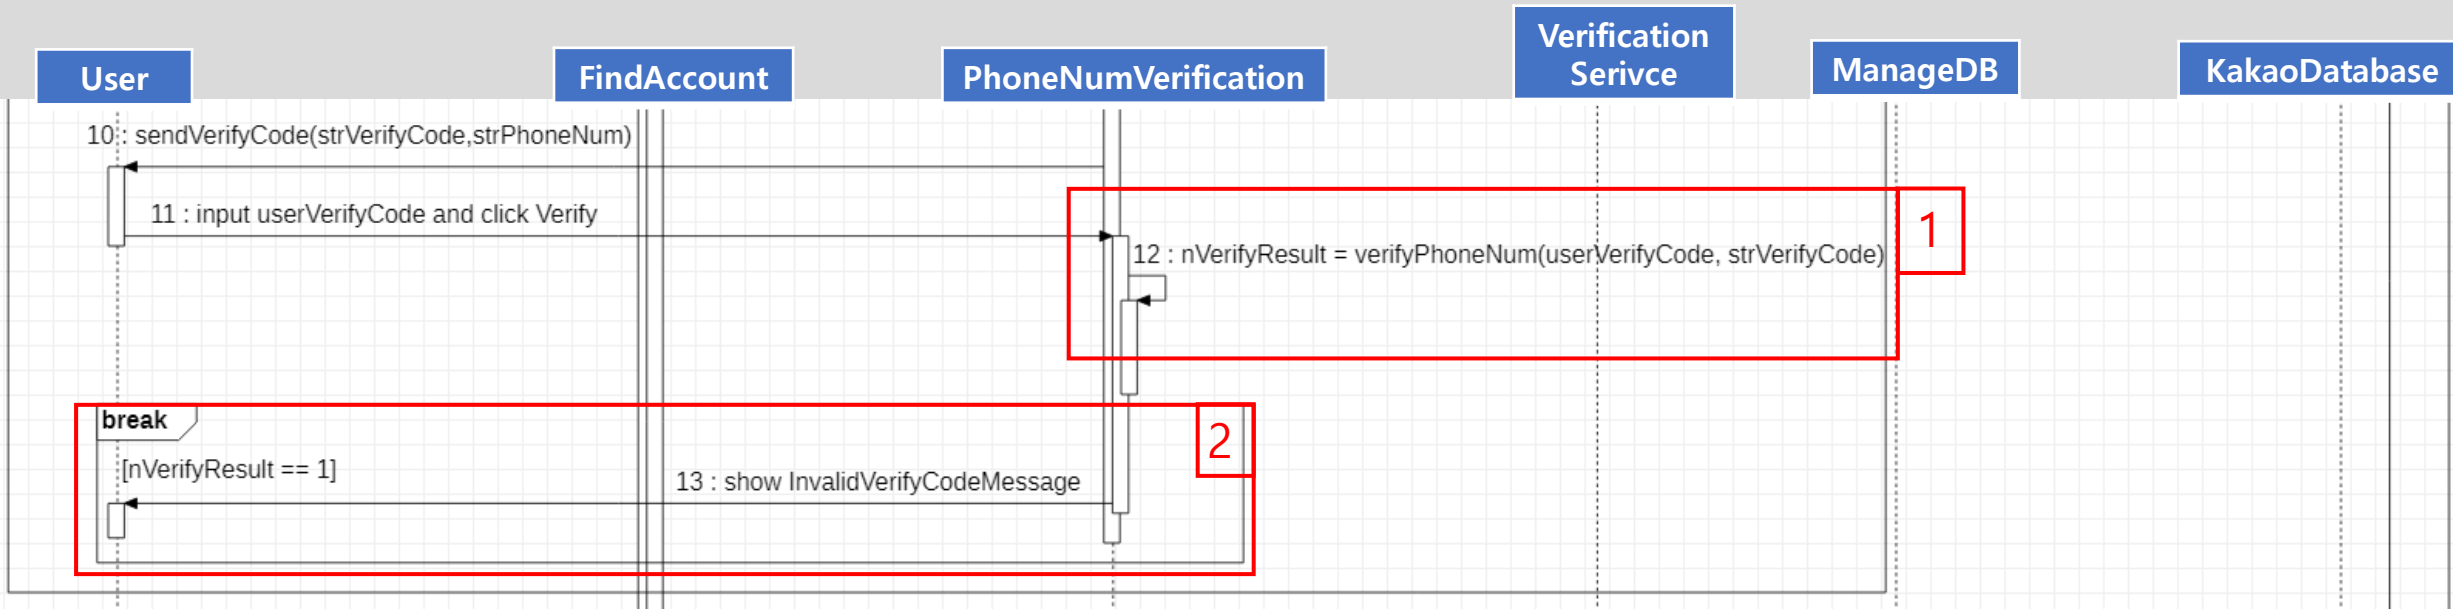 User
FindAccount
PhoneNumVerification
Verification
Serivce
ManageDB
KakaoDatabase
10 : sendVerifyCode(strVerifyCode,strPhoneNum)
11 : input userVerifyCode and click Verify
12 : nVerifyResult = verifyPhoneNum(userVerifyCode, strVerifyCode)
1
break
2
[nVerifyResult == 1]
13 : show InvalidVerifyCodeMessage